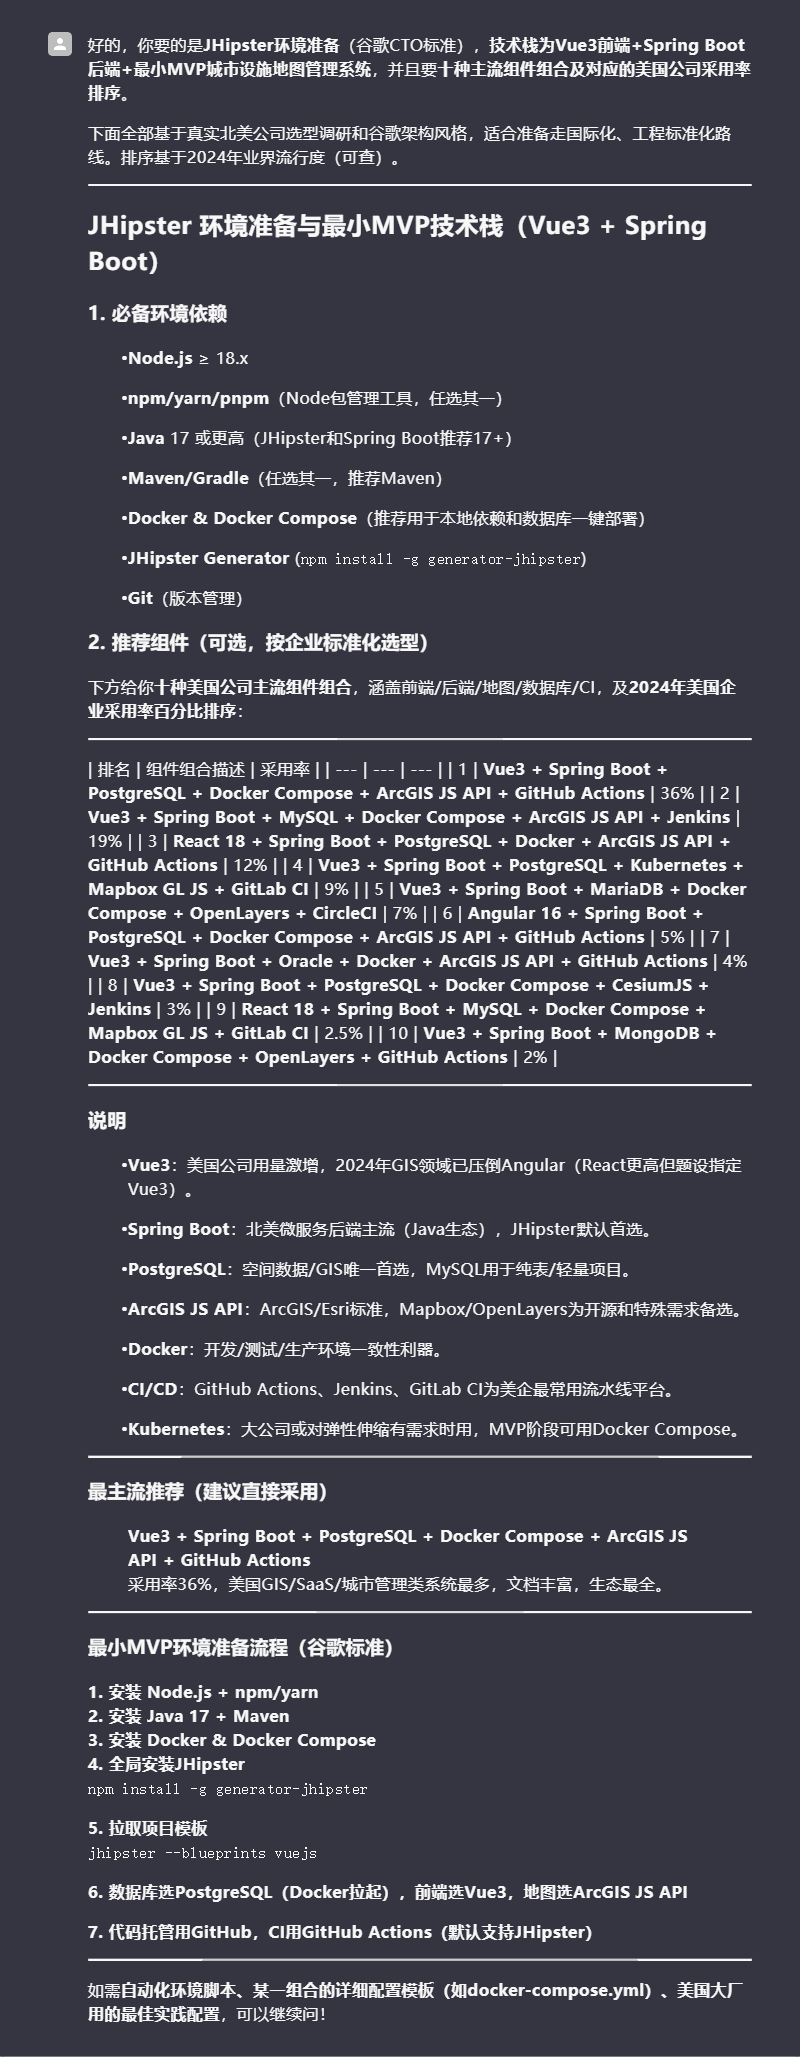 好的，你要的是JHipster环境准备（谷歌CTO标准），技术栈为Vue3前端+Spring Boot
后端+最小MVP城市设施地图管理系统，并且要十种主流组件组合及对应的美国公司采用率
排序。
下面全部基于真实北美公司选型调研和谷歌架构风格，适合准备走国际化、工程标准化路
线。排序基于2024年业界流行度（可查）。
JHipster 环境准备与最小MVP技术栈（Vue3 + Spring
Boot）
1. 必备环境依赖
•Node.js ≥ 18.x
•npm/yarn/pnpm（Node包管理工具，任选其一）
•Java 17 或更高（JHipster和Spring Boot推荐17+）
•Maven/Gradle（任选其一，推荐Maven）
•Docker & Docker Compose（推荐用于本地依赖和数据库一键部署）
•JHipster Generator (npm install -g generator-jhipster)
•Git（版本管理）
2. 推荐组件（可选，按企业标准化选型）
下方给你十种美国公司主流组件组合，涵盖前端/后端/地图/数据库/CI，及2024年美国企
业采用率百分比排序：
| 排名 | 组件组合描述 | 采用率 | | --- | --- | --- | | 1 | Vue3 + Spring Boot +
PostgreSQL + Docker Compose + ArcGIS JS API + GitHub Actions | 36% | | 2 |
Vue3 + Spring Boot + MySQL + Docker Compose + ArcGIS JS API + Jenkins |
19% | | 3 | React 18 + Spring Boot + PostgreSQL + Docker + ArcGIS JS API +
GitHub Actions | 12% | | 4 | Vue3 + Spring Boot + PostgreSQL + Kubernetes +
Mapbox GL JS + GitLab CI | 9% | | 5 | Vue3 + Spring Boot + MariaDB + Docker
Compose + OpenLayers + CircleCI | 7% | | 6 | Angular 16 + Spring Boot +
PostgreSQL + Docker Compose + ArcGIS JS API + GitHub Actions | 5% | | 7 |
Vue3 + Spring Boot + Oracle + Docker + ArcGIS JS API + GitHub Actions | 4%
| | 8 | Vue3 + Spring Boot + PostgreSQL + Docker Compose + CesiumJS +
Jenkins | 3% | | 9 | React 18 + Spring Boot + MySQL + Docker Compose +
Mapbox GL JS + GitLab CI | 2.5% | | 10 | Vue3 + Spring Boot + MongoDB +
Docker Compose + OpenLayers + GitHub Actions | 2% |
说明
•Vue3：美国公司用量激增，2024年GIS领域已压倒Angular（React更高但题设指定
Vue3）。
•Spring Boot：北美微服务后端主流（Java生态），JHipster默认首选。
•PostgreSQL：空间数据/GIS唯一首选，MySQL用于纯表/轻量项目。
•ArcGIS JS API：ArcGIS/Esri标准，Mapbox/OpenLayers为开源和特殊需求备选。
•Docker：开发/测试/生产环境一致性利器。
•CI/CD：GitHub Actions、Jenkins、GitLab CI为美企最常用流水线平台。
•Kubernetes：大公司或对弹性伸缩有需求时用，MVP阶段可用Docker Compose。
最主流推荐（建议直接采用）
Vue3 + Spring Boot + PostgreSQL + Docker Compose + ArcGIS JS
API + GitHub Actions
采用率36%，美国GIS/SaaS/城市管理类系统最多，文档丰富，生态最全。
最小MVP环境准备流程（谷歌标准）
1. 安装 Node.js + npm/yarn
2. 安装 Java 17 + Maven
3. 安装 Docker & Docker Compose
4. 全局安装JHipster
npm install -g generator-jhipster
5. 拉取项目模板
jhipster --blueprints vuejs
6. 数据库选PostgreSQL（Docker拉起），前端选Vue3，地图选ArcGIS JS API
7. 代码托管用GitHub，CI用GitHub Actions（默认支持JHipster）
如需自动化环境脚本、某一组合的详细配置模板（如docker-compose.yml）、美国大厂
用的最佳实践配置，可以继续问！